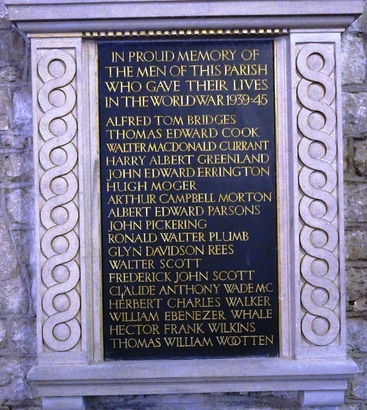 IN PROUD MEMORY OF
THE MEN OF THIS PARISH
WHO GAVE THEIR LIVES
IN THE WORLD WAR 1939-45
ALFRED TOM BRIDGES
THOMAS EDWARD COOK
WALTER MACDONALD CURRANT
HARRY ALBERT GREENLAND
JOHN EDWARD ERRINGTON
HUGH MOGER
ARTHUR CAMPBELL MORTON
ALBERT EDWARD PARSONS
JOHN PICKERING
RONALD WALTER PLUMB
GLYN DAVIDSON REES
WALTER SCOTT
FREDERICK JOHN SCOTT
CLAUDE ANTHONY WADE MC
HERBERT CHARLES WALKER
WILLIAM EBENEZER WHALE
HECTOR FRANK WILKINS
THOMAS WILLIAM WOOTTEN